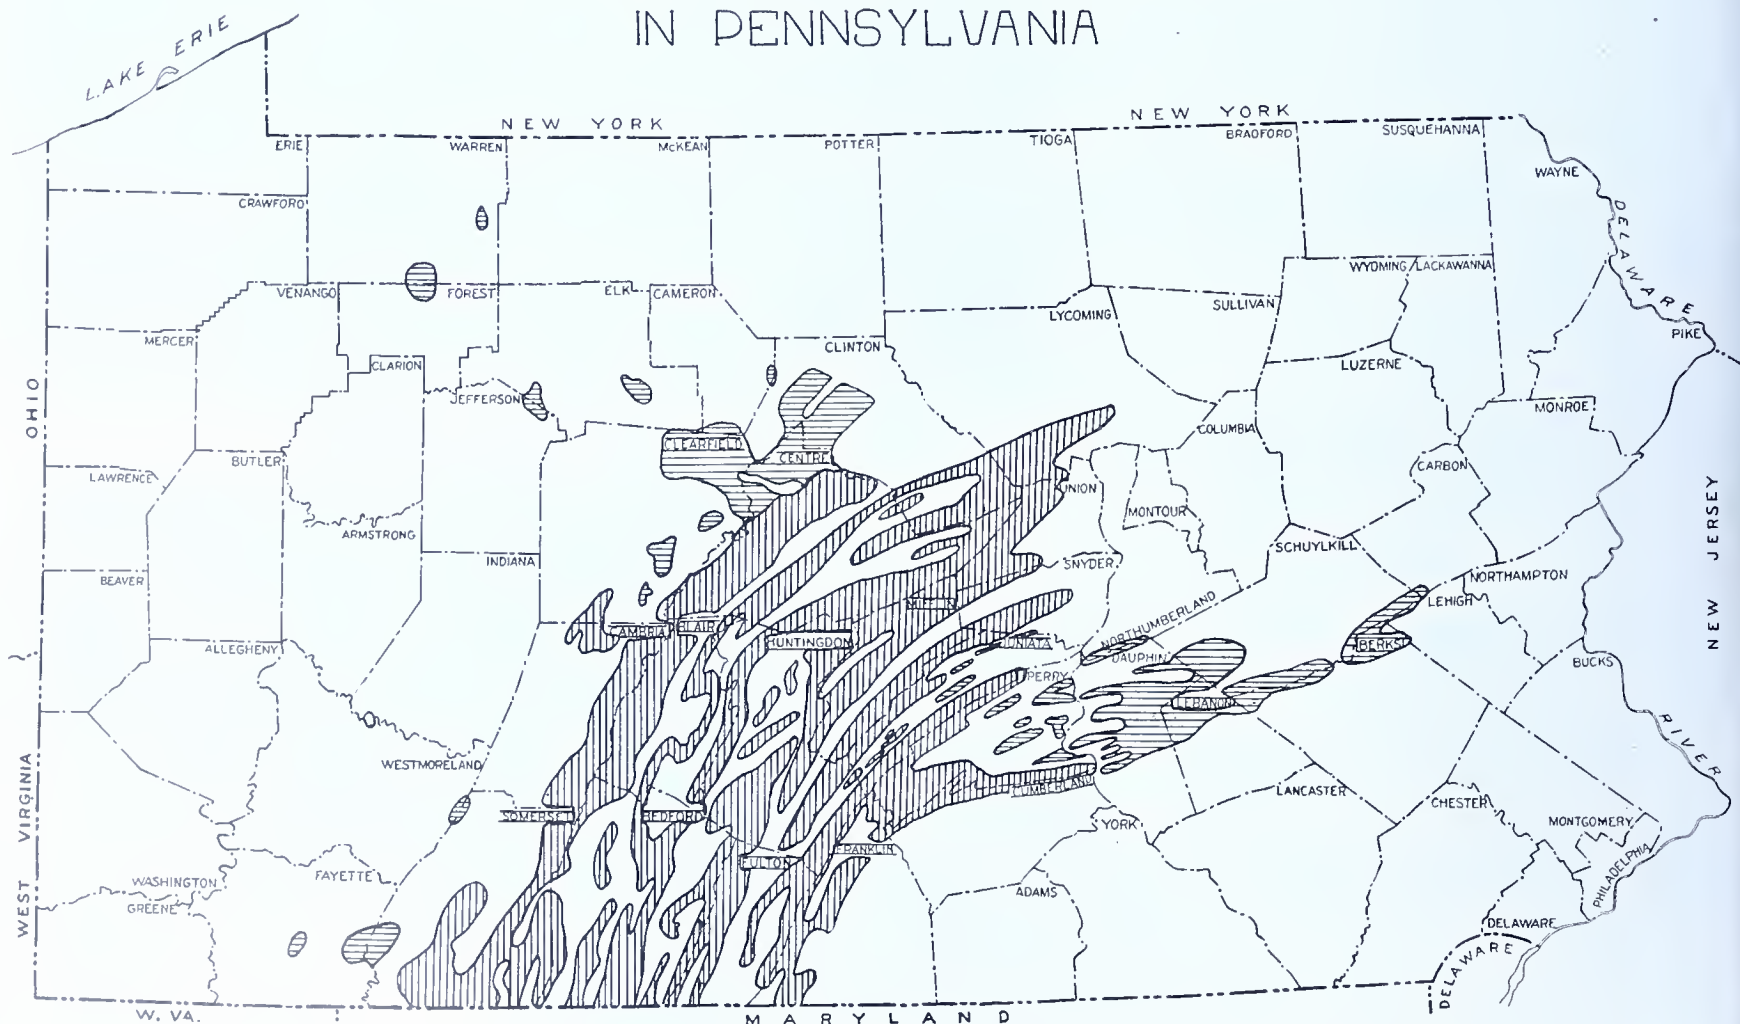 IN PENNSYLVANIA
LAKE ERIE
NEW YORK
NEW YORK
ERIE
WARREN
McKEAN
POTTER
TIOGA
BRADFORD
SUSQUEHANNA
WAYNE
CRAWFORD
DELAWARE
VENANGO
FOREST
ELK
CAMERON
WYOMING
LACKAWANNA
SULLIVAN
LYCOMING
PIKE
MERCER
CLINTON
CLARION
LUZERNE
JEFFERSON
MONROE
OHIO
CLEARFIELD
CENTRE
COLUMBIA
BUTLER
LAWRENCE
CARBON
UNION
MONTOUR
ARMSTRONG
INDIANA
SCHUYLKILL
NEW JERSEY
SNYDER
BEAVER
NORTHAMPTON
LEHIGH
MIFFLIN
NORTHUMBERLAND
CAMBRIA
BLAIR
HUNTINGDON
JUNIATA
DAUPHIN
BERKS
ALLEGHENY
BUCKS
PERRY
LEBANON
RIVER
WESTMORELAND
CUMBERLAND
LANCASTER
CHESTER
SOMERSET
BEDFORD
YORK
MONTGOMERY
WEST VIRGINIA
FULTON
FRANKLIN
PHILADELPHIA
FAYETTE
WASHINGTON
GREENE
ADAMS
DELAWARE
DELAWARE
W. VA.
MARYLAND